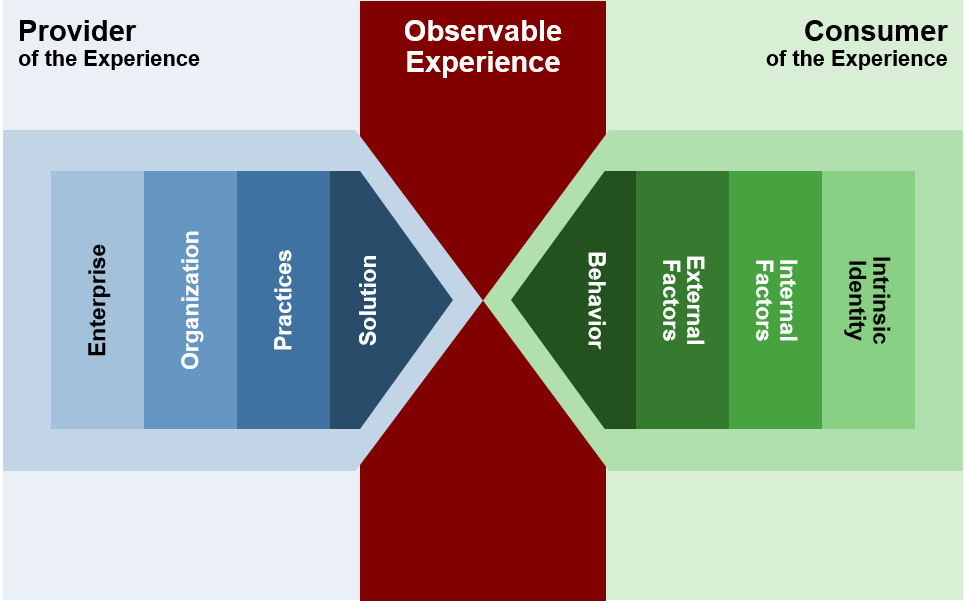 Provider
of the Experience
Observable
Experience
Consumer
of the Experience
Enterprise
Organization
Practices
Solution
Behavior
External
Factors
Internal
Factors
Intrinsic
Identity